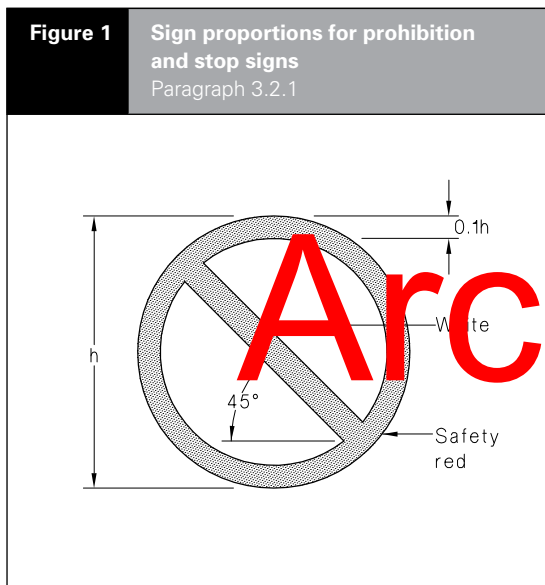 Figure 1
Sign proportions for prohibition
and stop signs
Paragraph 3.2.1
0.1h
h
Arc
White
45°
Safety
red